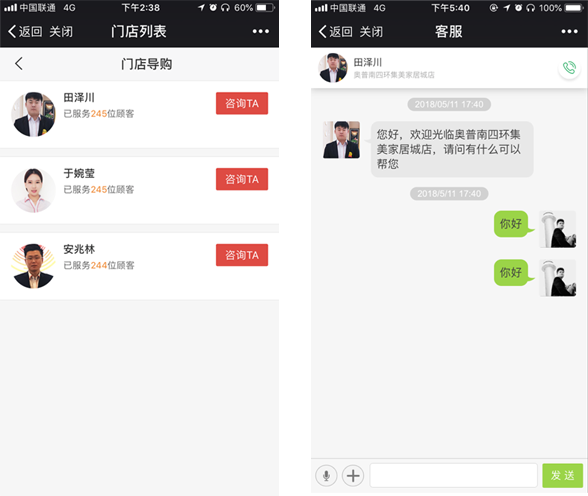 中国联通 4G 下午2:38 60%
返回 关闭 门店列表
门店导购
田泽川
已服务245位顾客
咨询TA
于婉莹
已服务245位顾客
咨询TA
安兆林
已服务244位顾客
咨询TA
中国联通 4G 下午5:40 100%
返回 关闭 客服
田泽川
奥普南四环集美家居城店
2018/05/11 17:40
您好，欢迎光临奥普南四环集
美家居城店，请问有什么可以
帮您
2018/5/11 17:40
你好
你好
发 送